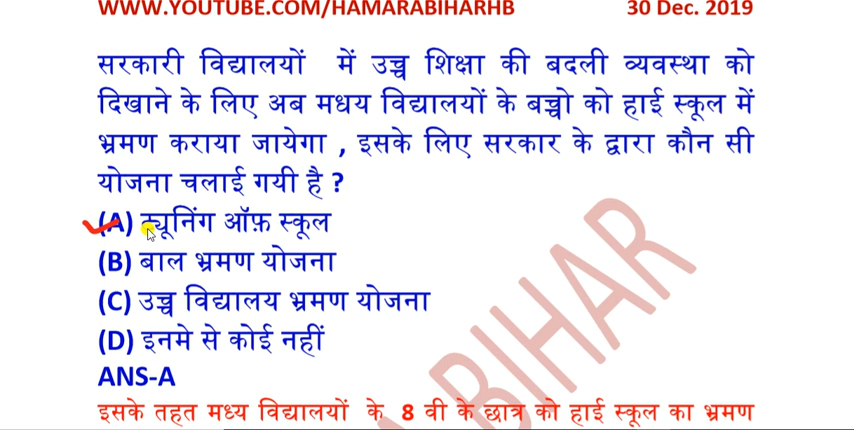 WWW.YOUTUBE.COM/HAMARABIHARHB 30 Dec. 2019
सरकारी विद्यालयों में उच्च शिक्षा की बदली व्यवस्था को
दिखाने के लिए अब मधय विद्यालयों के बच्चो को हाई स्कूल में
भ्रमण कराया जायेगा , इसके लिए सरकार के द्वारा कौन सी
योजना चलाई गयी है ?
(A) ट्यूनिंग ऑफ़ स्कूल
(B) बाल भ्रमण योजना
(C) उच्च विद्यालय भ्रमण योजना
(D) इनमे से कोई नहीं
ANS-A
इसके तहत मध्य विद्यालयों के 8 वी के छात्र को हाई स्कूल का भ्रमण
A BIHAR